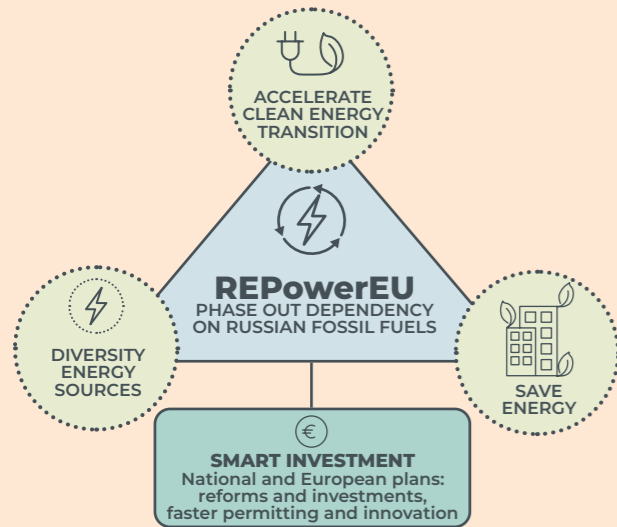 ACCELERATE
CLEAN ENERGY
TRANSITION
REPowerEU
PHASE OUT DEPENDENCY
ON RUSSIAN FOSSIL FUELS
DIVERSITY
ENERGY
SOURCES
SAVE
ENERGY
€
SMART INVESTMENT
National and European plans:
reforms and investments,
faster permitting and innovation